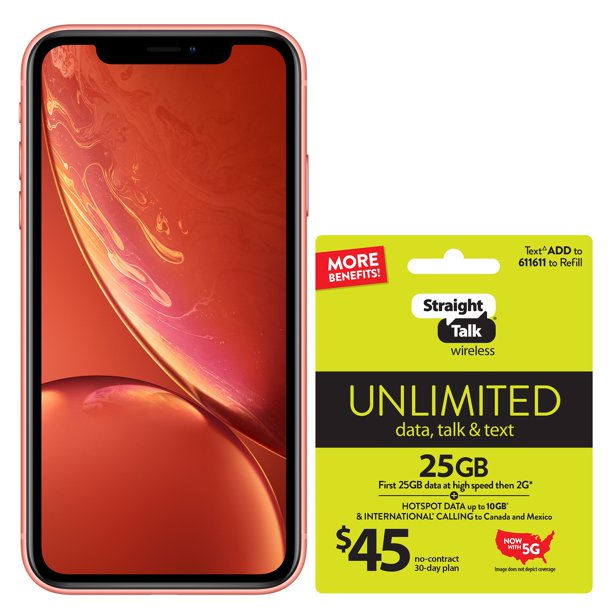 MORE
BENEFITS!
Text△ADD to
611611 to Refill
Straight
Talk
wireless
UNLIMITED
data, talk & text
25GB
First 25GB data at high speed then 2G*
+
HOTSPOT DATA up to 10GB*
& INTERNATIONAL* CALLING to Canada and Mexico
$45 no-contract
30-day plan
NOW
WITH 5G
Image does not depict coverage